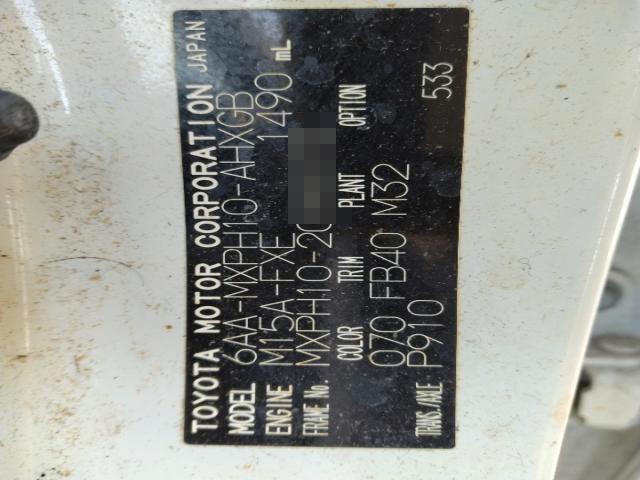 TOYOTA MOTOR CORPORATION JAPAN
MODEL 6AA-MXPH10-AHXGB
ENGINE M15A-FXE 1490 mL
FRAME No. MXPH10-20
COLOR TRIM PLANT OPTION
070 FB40 M32
TRANS./AXLE P910 533